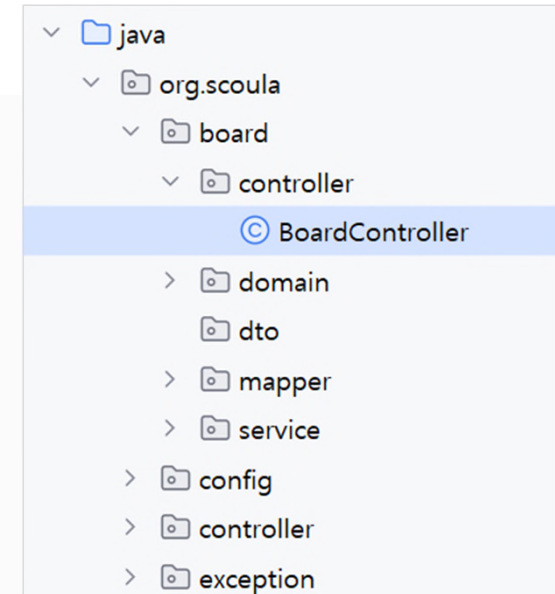 java
org.scoula
board
controller
BoardController
domain
dto
mapper
service
config
controller
exception